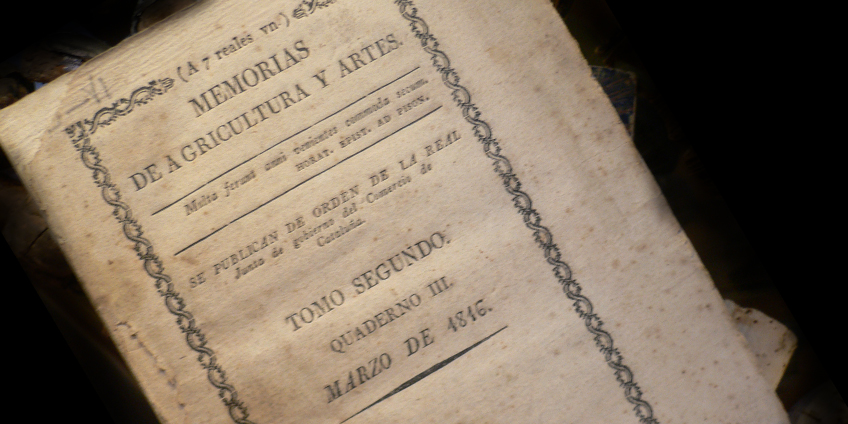 (A 7 reales vn.)
MEMORIAS
DE AGRICULTURA Y ARTES.
Multa ferunt anni venientes commoda secum.
HORAT. EPIST. AD PISON.
SE PUBLICAN DE ORDEN DE LA REAL
Junta de gobierno del Comercio de
Cataluña.
TOMO SEGUNDO.
QUADERNO III.
MARZO DE 1816.